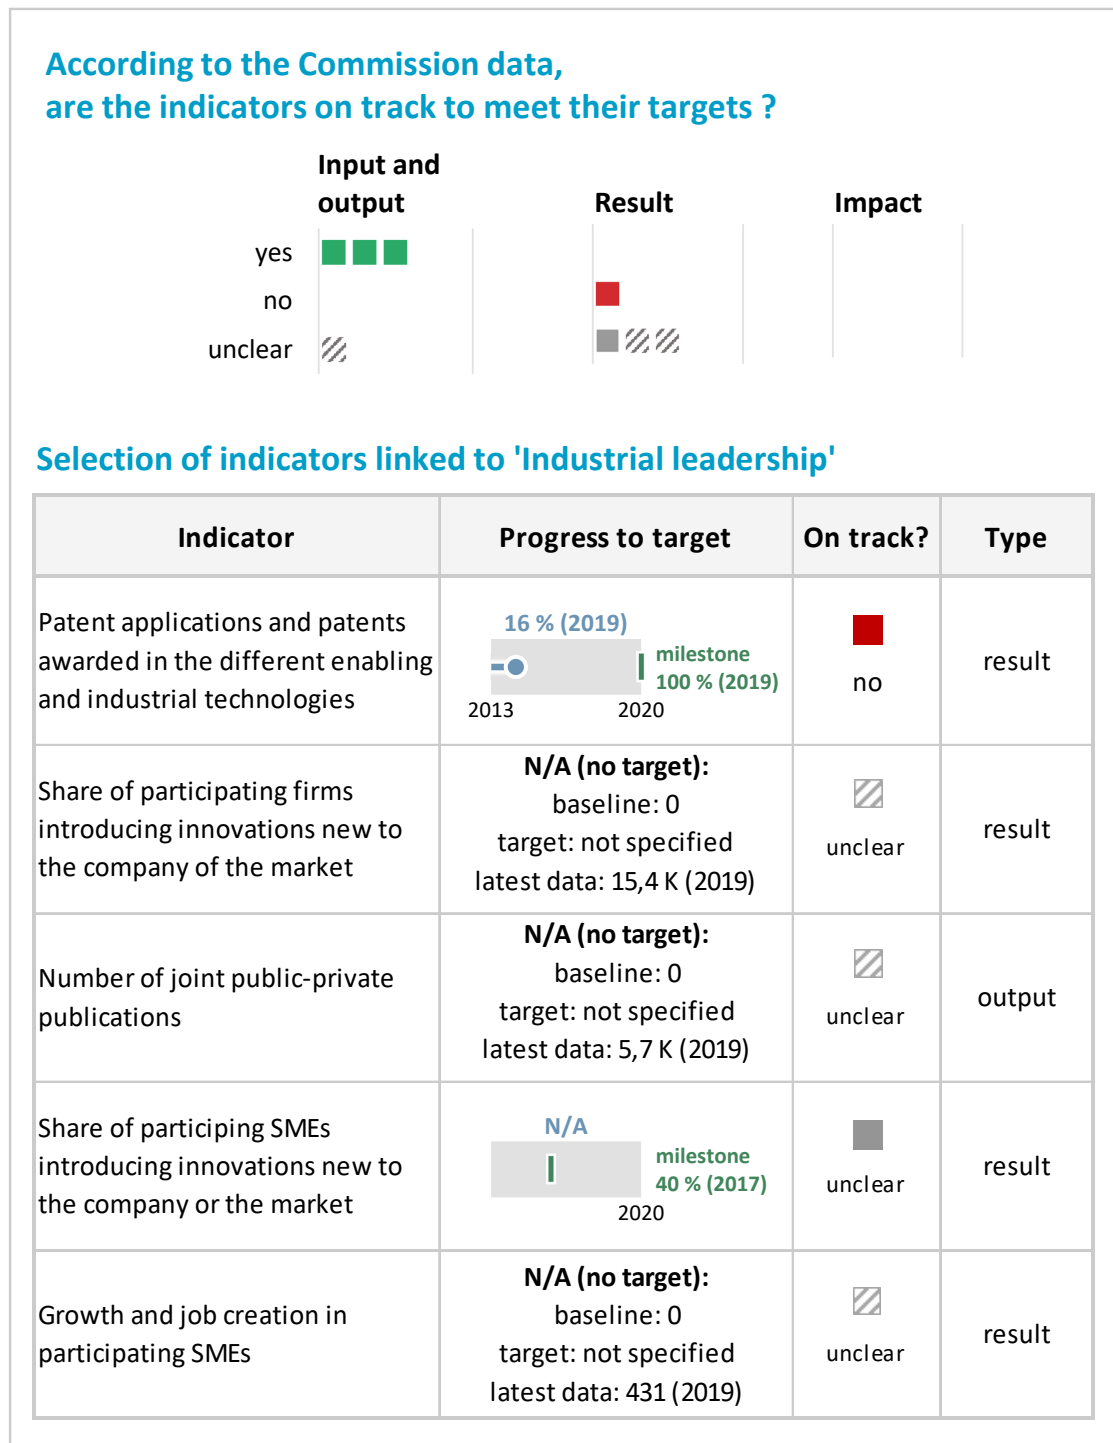 According to the Commission data,
are the indicators on track to meet their targets ?
Input and
output
Result
Impact
yes
no
unclear
Selection of indicators linked to 'Industrial leadership'
Indicator
Progress to target
On track?
Type
Patent applications and patents
awarded in the different enabling
and industrial technologies
16 % (2019)
milestone
100 % (2019)
2013
2020
no
result
Share of participating firms
introducing innovations new to
the company of the market
N/A (no target):
baseline: 0
target: not specified
latest data: 15,4 K (2019)
unclear
result
Number of joint public-private
publications
N/A (no target):
baseline: 0
target: not specified
latest data: 5,7 K (2019)
unclear
output
Share of participing SMEs
introducing innovations new to
the company or the market
N/A
milestone
40 % (2017)
2020
unclear
result
Growth and job creation in
participating SMEs
N/A (no target):
baseline: 0
target: not specified
latest data: 431 (2019)
unclear
result